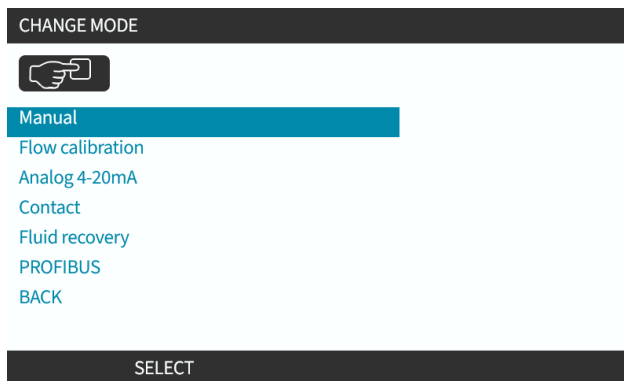 CHANGE MODE
Manual
Flow calibration
Analog 4-20mA
Contact
Fluid recovery
PROFIBUS
BACK
SELECT